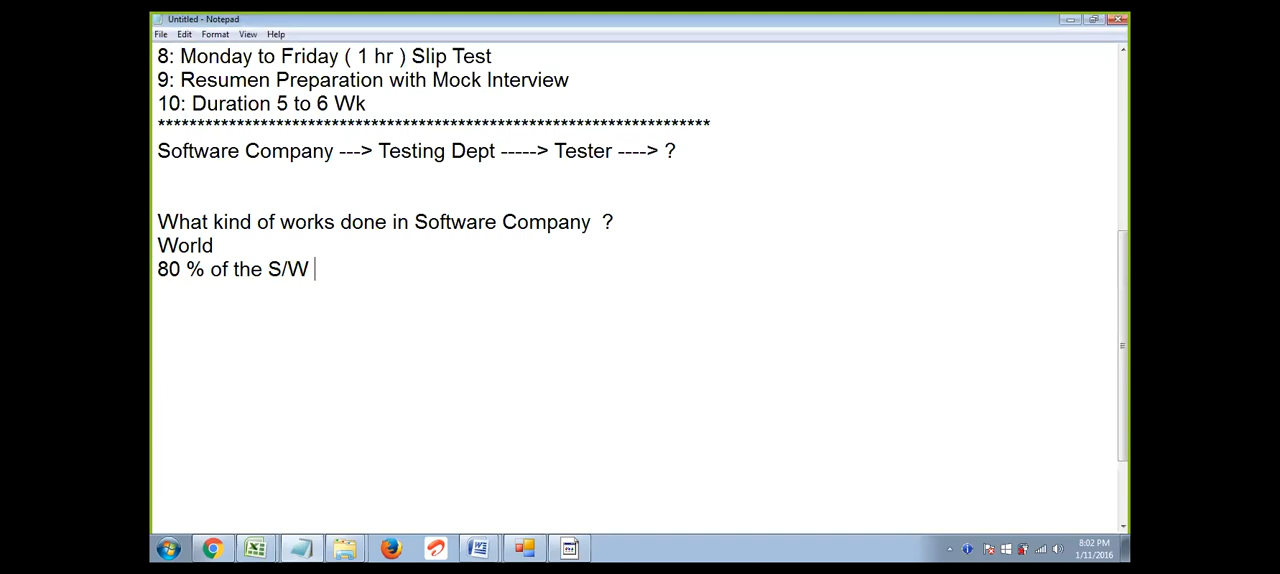 Untitled - Notepad
File Edit Format View Help
8: Monday to Friday ( 1 hr ) Slip Test
9: Resumen Preparation with Mock Interview
10: Duration 5 to 6 Wk
***********************************************************************
Software Company ---> Testing Dept -----> Tester ----> ?
What kind of works done in Software Company  ?
World
80 % of the S/W
8:02 PM
1/11/2016